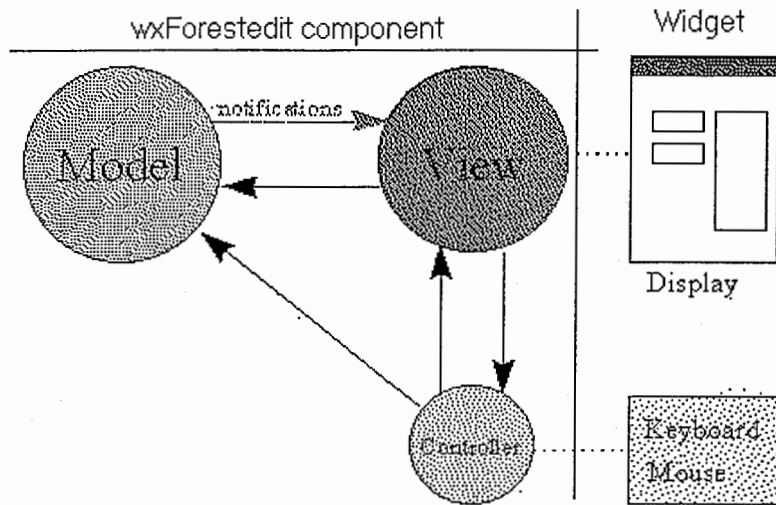 wxForestedit component
Widget
notifications
Model
View
Display
Controller
Keyboard
Mouse